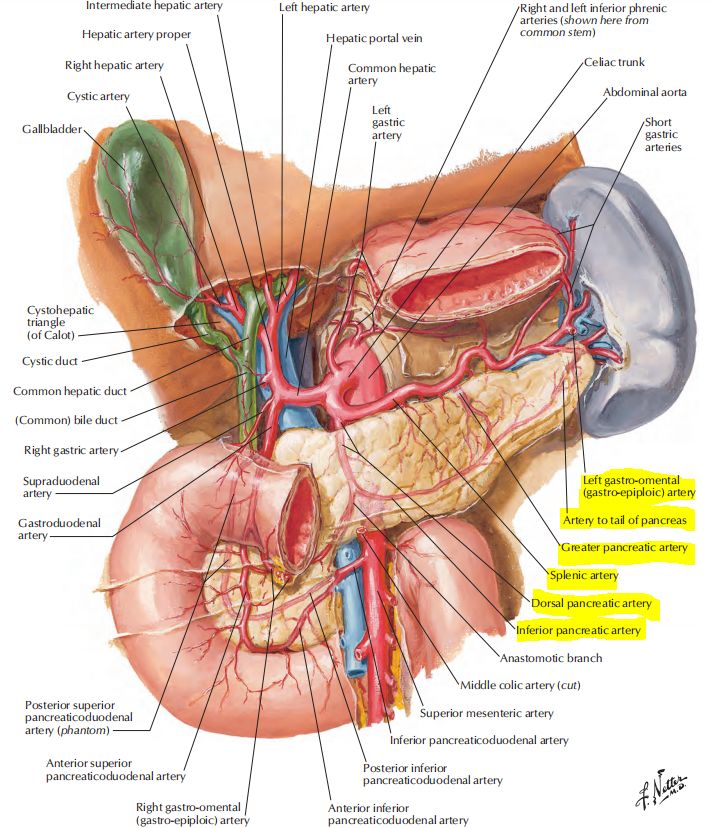 Intermediate hepatic artery
Left hepatic artery
Right and left inferior phrenic
arteries (shown here from
common stem)
Hepatic artery proper
Hepatic portal vein
Right hepatic artery
Common hepatic
artery
Celiac trunk
Cystic artery
Abdominal aorta
Left
gastric
artery
Gallbladder
Short
gastric
arteries
Cystohepatic
triangle
(of Calot)
Cystic duct
Common hepatic duct
(Common) bile duct
Right gastric artery
Supraduodenal
artery
Gastroduodenal
artery
Left gastro-omental
(gastro-epiploic) artery
Artery to tail of pancreas
Greater pancreatic artery
Splenic artery
Dorsal pancreatic artery
Inferior pancreatic artery
Anastomotic branch
Middle colic artery (cut)
Superior mesenteric artery
Inferior pancreaticoduodenal artery
Posterior superior
pancreaticoduodenal
artery (phantom)
Anterior superior
pancreaticoduodenal artery
Posterior inferior
pancreaticoduodenal artery
Right gastro-omental
(gastro-epiploic) artery
Anterior inferior
pancreaticoduodenal artery
F. Netter
M.D.